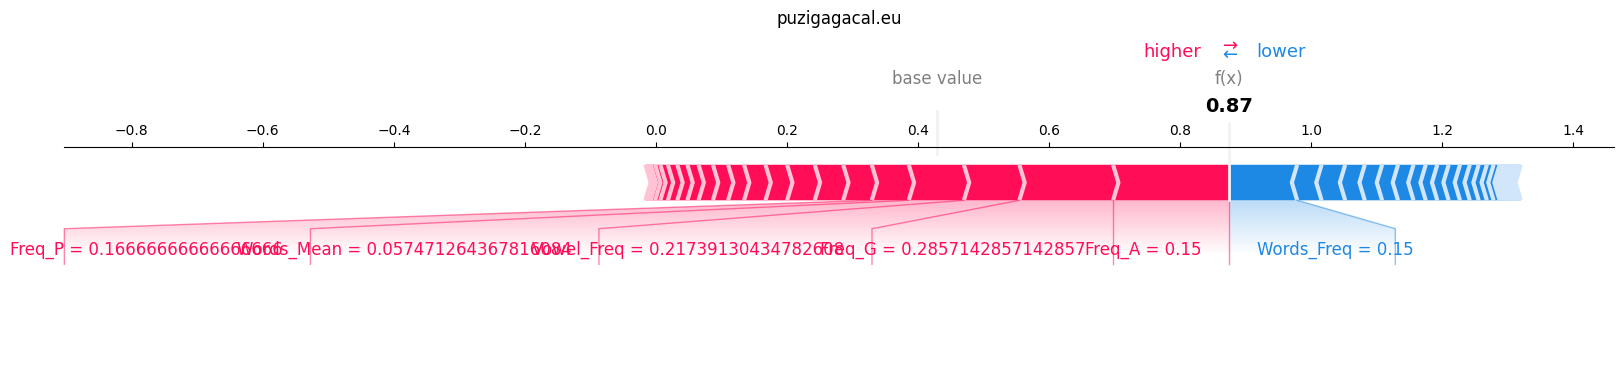 puzigagacal.eu
higher ⇄ lower
base value f(x)
0.87
−0.8 −0.6 −0.4 −0.2 0.0 0.2 0.4 0.6 0.8 1.0 1.2 1.4
Freq_P = 0.16666666666666666 Words_Mean = 0.05747126436781609 Vowel_Freq = 0.21739130434782608 Freq_G = 0.2857142857142857 Freq_A = 0.15 Words_Freq = 0.15